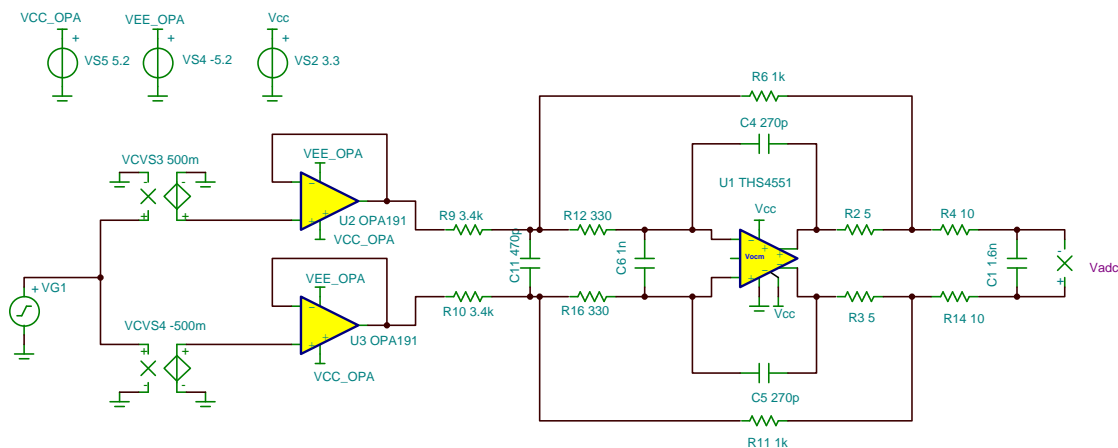 VCC_OPA
VEE_OPA
Vcc
+
+
+
VS5 5.2
VS4 -5.2
VS2 3.3
R6 1k
C4 270p
VCVS3 500m
VEE_OPA
U1 THS4551
- -
+ +
-
+
U2 OPA191
VCC_OPA
R9 3.4k
R12 330
Vcc
R2 5
R4 10
C11 470p
C6 1n
Vocm
- +
+ +
C1 1.6n
-
+
Vadc
+ VG1
VEE_OPA
-
+
U3 OPA191
R10 3.4k
R16 330
Vcc
R3 5
R14 10
VCVS4 -500m
+ +
- -
VCC_OPA
C5 270p
R11 1k